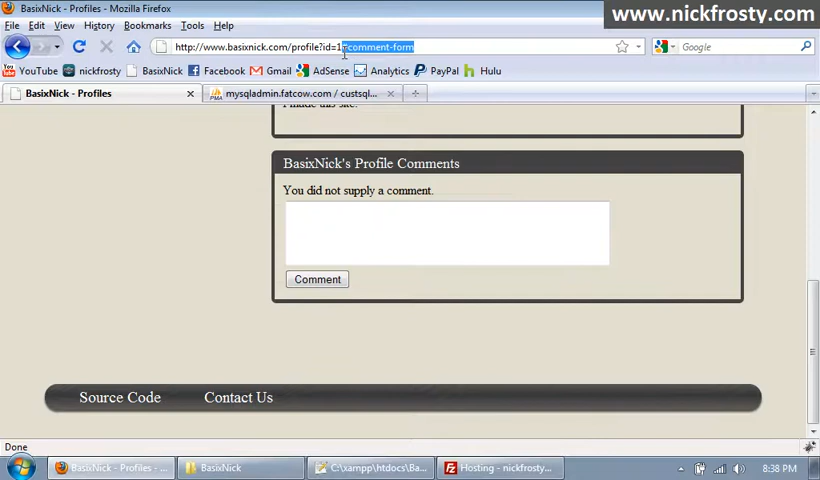 BasixNick - Profiles - Mozilla Firefox
www.nickfrosty.com
File Edit View History Bookmarks Tools Help
http://www.basixnick.com/profile?id=1#comment-form
Google
YouTube nickfrosty BasixNick Facebook Gmail AdSense Analytics PayPal Hulu
BasixNick - Profiles
mysqladmin.fatcow.com / custsql...
I made this site.
BasixNick's Profile Comments
You did not supply a comment.
Comment
Source Code Contact Us
Done
BasixNick - Profiles - ... BasixNick C:\xampp\htdocs\Ba... Hosting - nickfrosty... 8:38 PM